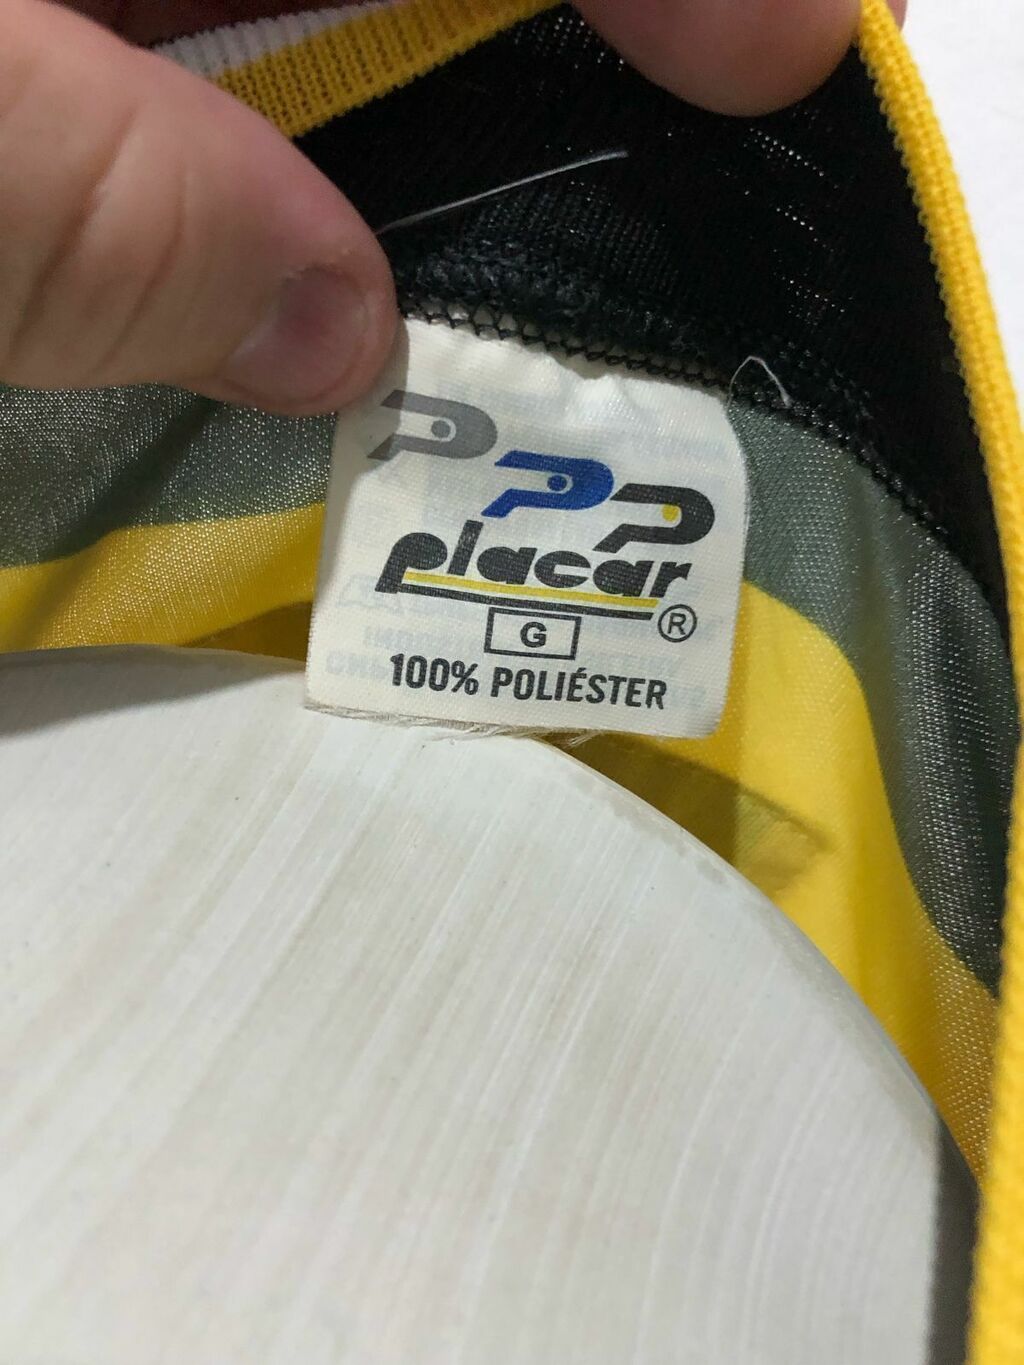 placar ®
G
100% POLIÉSTER